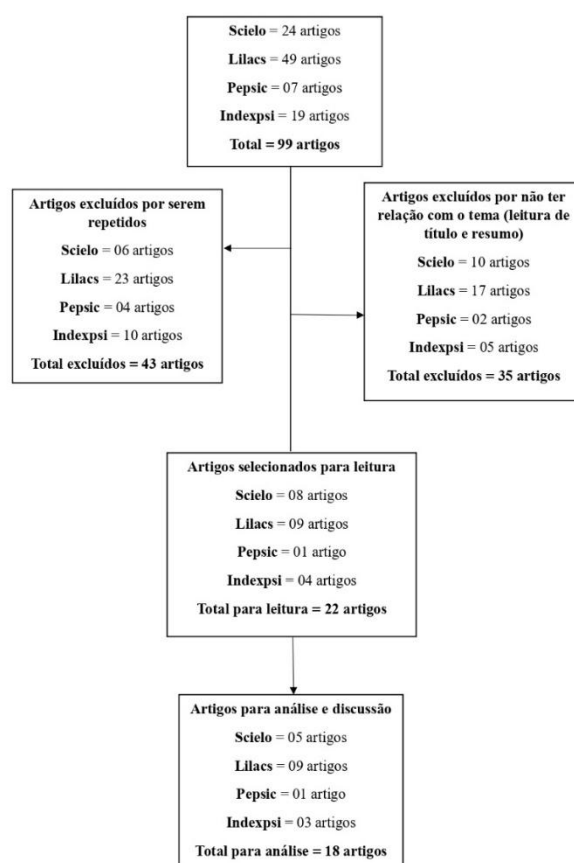 Scielo = 24 artigos
Lilacs = 49 artigos
Pepsic = 07 artigos
Indexpsi = 19 artigos
Total = 99 artigos
Artigos excluídos por serem
repetidos
Scielo = 06 artigos
Lilacs = 23 artigos
Pepsic = 04 artigos
Indexpsi = 10 artigos
Total excluídos = 43 artigos
Artigos excluídos por não ter
relação com o tema (leitura de
título e resumo)
Scielo = 10 artigos
Lilacs = 17 artigos
Pepsic = 02 artigos
Indexpsi = 05 artigos
Total excluídos = 35 artigos
Artigos selecionados para leitura
Scielo = 08 artigos
Lilacs = 09 artigos
Pepsic = 01 artigo
Indexpsi = 04 artigos
Total para leitura = 22 artigos
Artigos para análise e discussão
Scielo = 05 artigos
Lilacs = 09 artigos
Pepsic = 01 artigo
Indexpsi = 03 artigos
Total para análise = 18 artigos